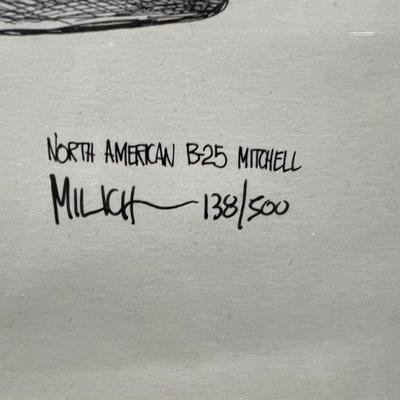 NORTH AMERICAN B-25 MITCHELL
MILICH 138/500